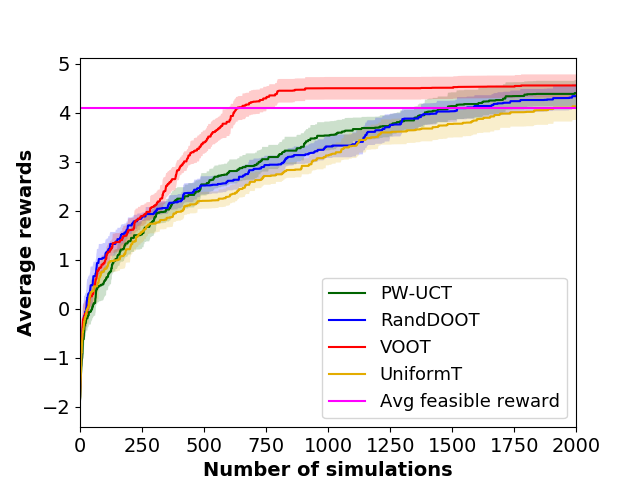 5
4
3
2
1
0
−1
−2
Average rewards
PW-UCT
RandDOOT
VOOT
UniformT
Avg feasible reward
0 250 500 750 1000 1250 1500 1750 2000
Number of simulations